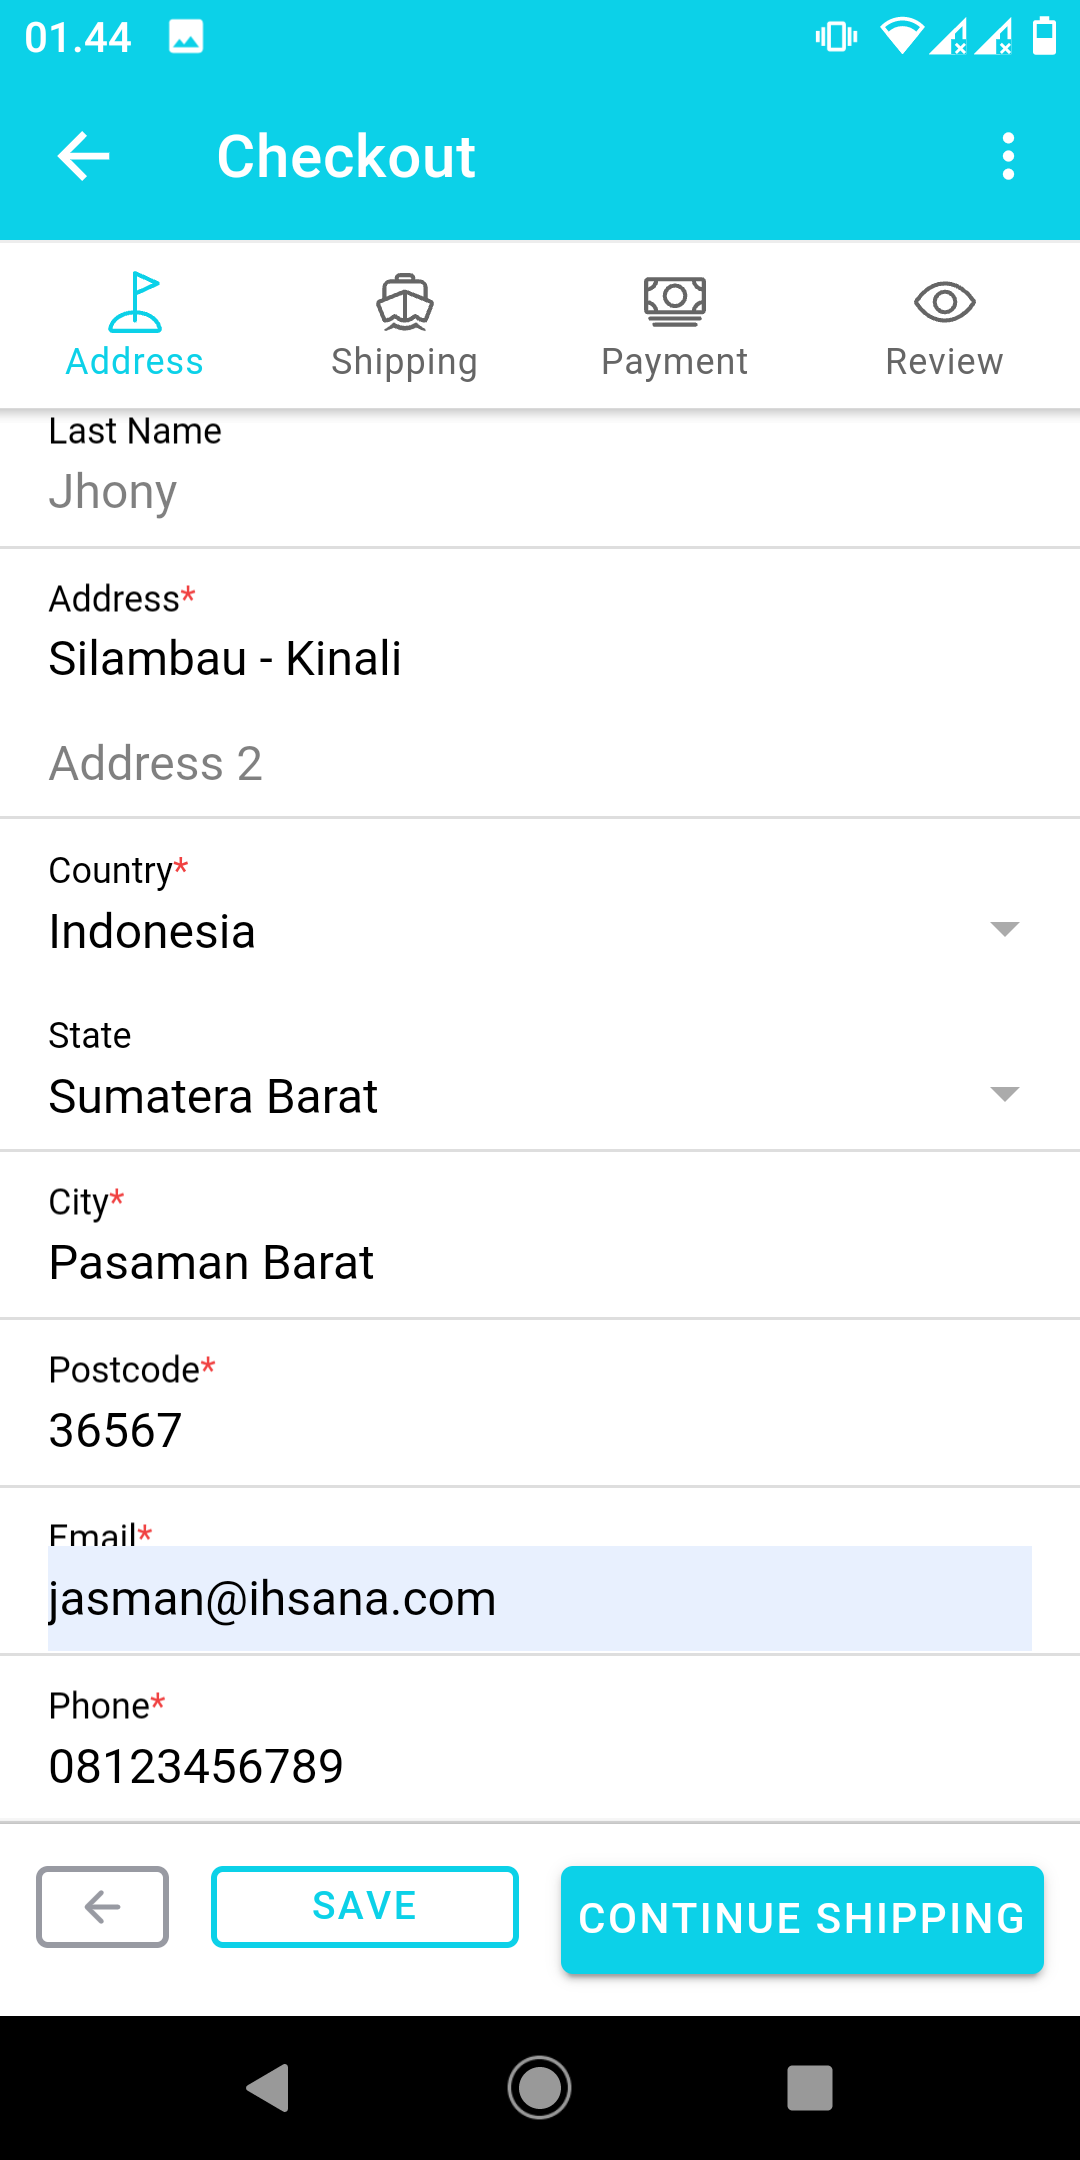 01.44
Checkout
Address Shipping Payment Review
Last Name
Jhony
Address*
Silambau - Kinali
Address 2
Country*
Indonesia
State
Sumatera Barat
City*
Pasaman Barat
Postcode*
36567
Email*
jasman@ihsana.com
Phone*
08123456789
SAVE CONTINUE SHIPPING